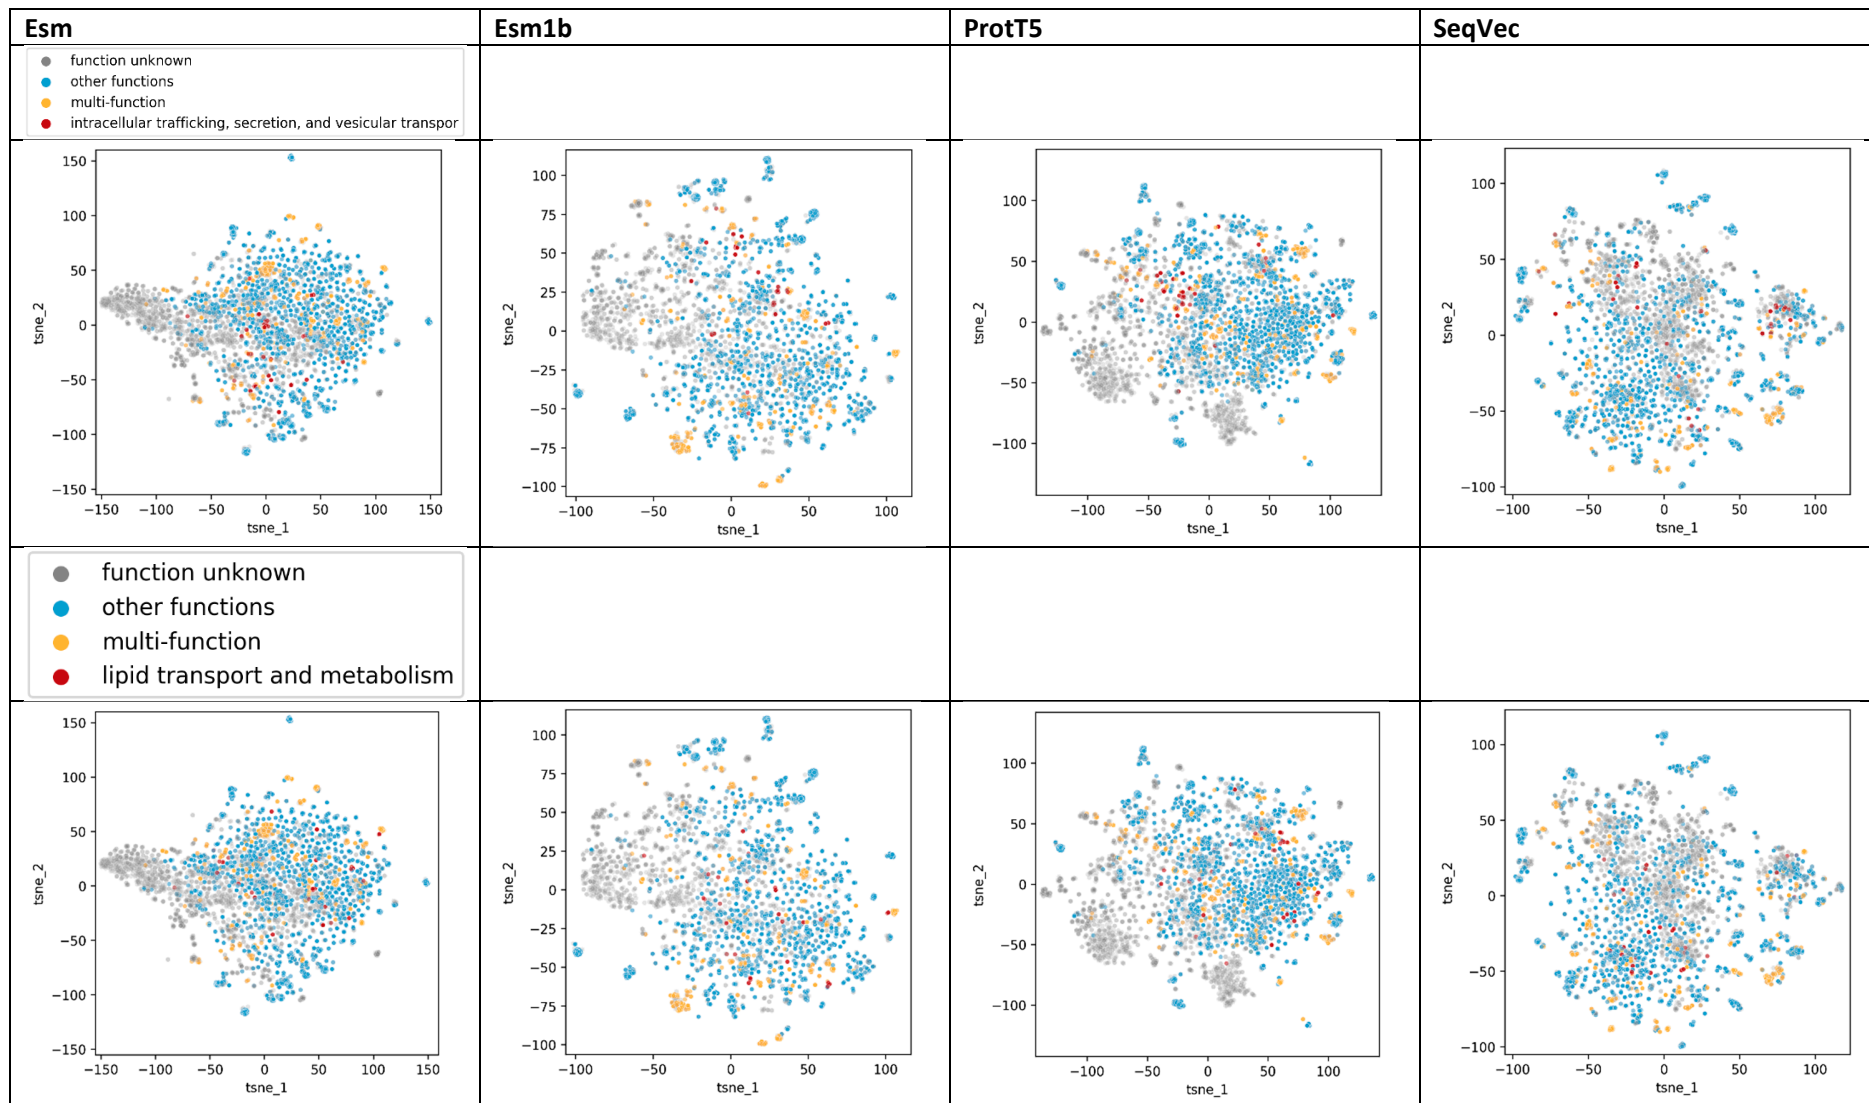 Esm Esm1b ProtT5 SeqVec
function unknown
other functions
multi-function
intracellular trafficking, secretion, and vesicular transpor
150
100
50
0
−50
−100
−150
tsne_2
−150 −100 −50 0 50 100 150
tsne_1
100
75
50
25
0
−25
−50
−75
−100
tsne_2
−100 −50 0 50 100
tsne_1
100
50
0
−50
−100
tsne_2
−100 −50 0 50 100
tsne_1
100
50
0
−50
−100
tsne_2
−100 −50 0 50 100
tsne_1
function unknown
other functions
multi-function
lipid transport and metabolism
150
100
50
0
−50
−100
−150
tsne_2
−150 −100 −50 0 50 100 150
tsne_1
100
75
50
25
0
−25
−50
−75
−100
tsne_2
−100 −50 0 50 100
tsne_1
100
50
0
−50
−100
tsne_2
−100 −50 0 50 100
tsne_1
100
50
0
−50
−100
tsne_2
−100 −50 0 50 100
tsne_1